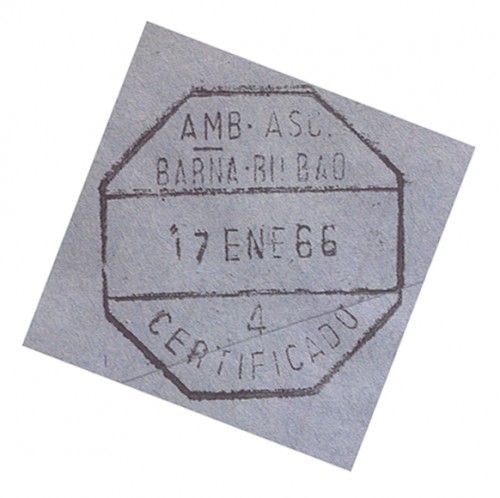 AMB. ASC.
BARNA-BILBAO
17 ENE.66
4
CERTIFICADO